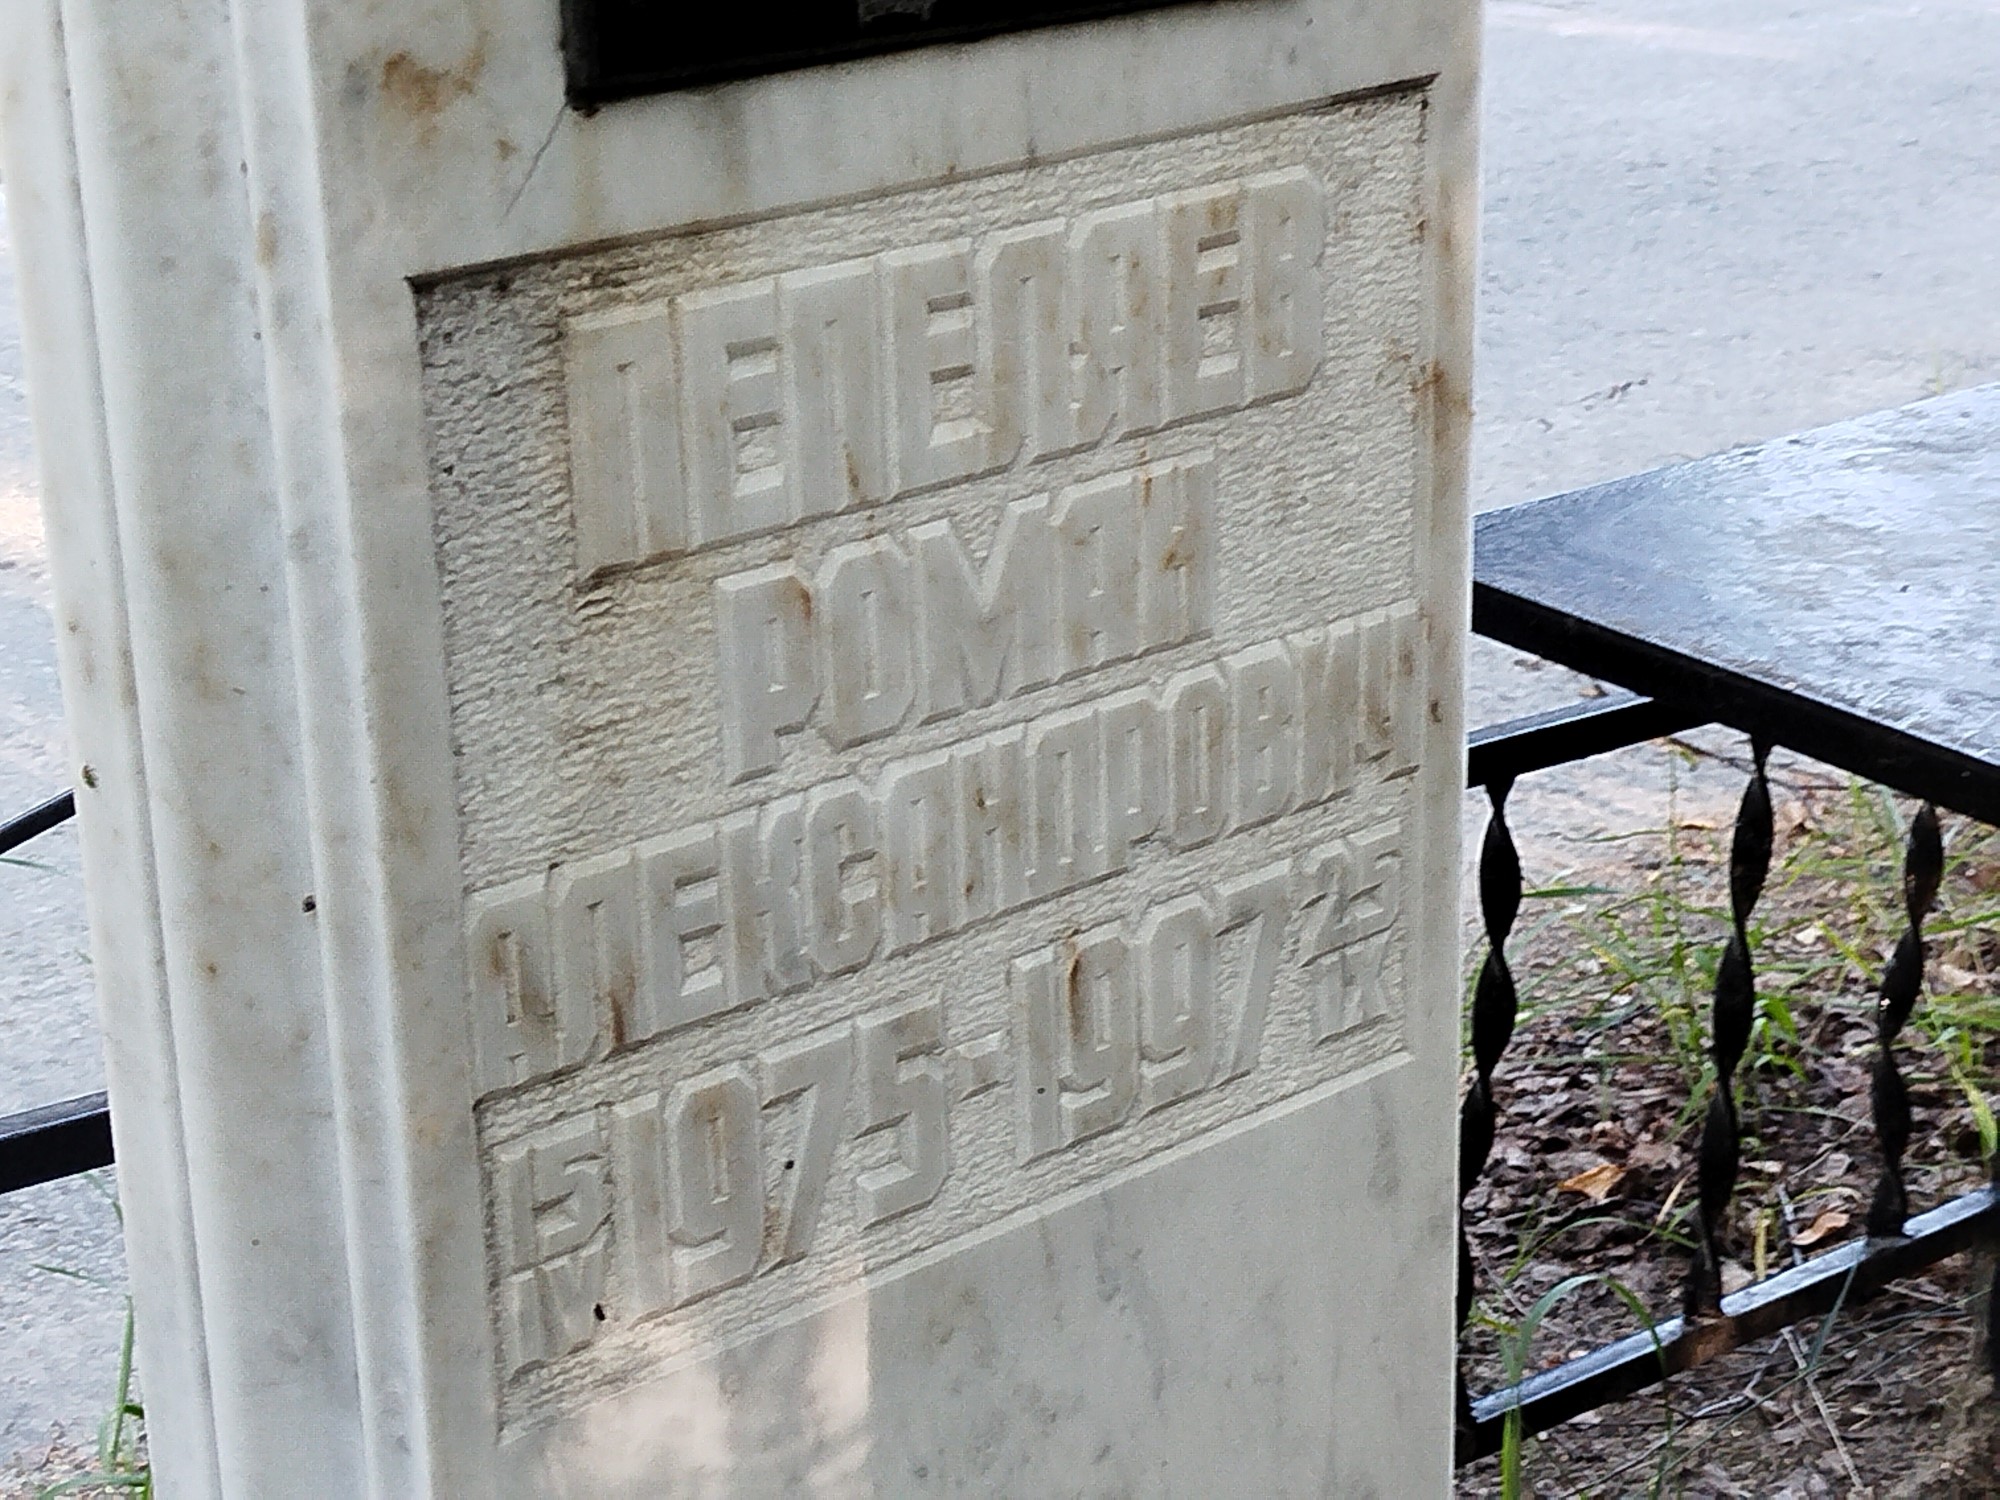 ПЕПЕЛЯЕВ
РОМАН
АЛЕКСАНДРОВИЧ
15 IV 1975-1997 25 IX